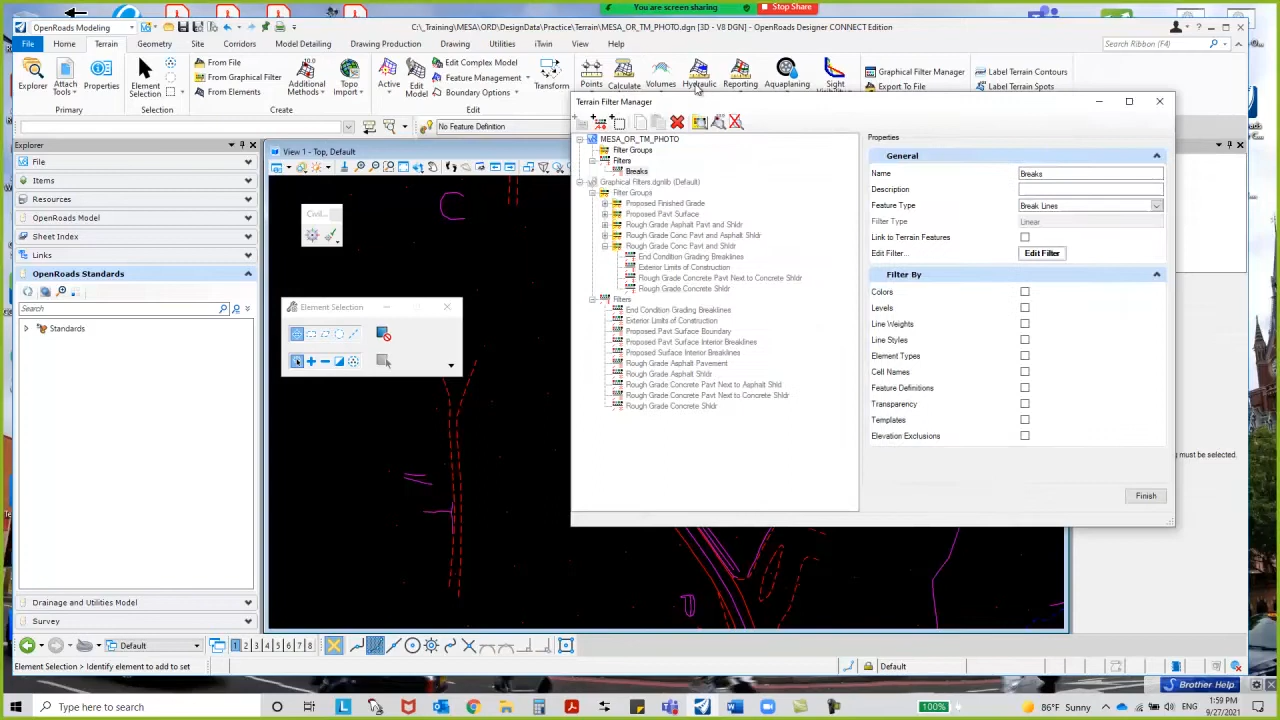 You are screen sharing
Stop Share
OpenRoads Modeling
C:\_Training\MESA\ORD\DesignData\Practice\Terrain\MESA_OR_TM_PHOTO.dgn [3D - V8 DGN] - OpenRoads Designer CONNECT Edition
File Home Terrain Geometry Site Corridors Model Detailing Drawing Production Drawing Utilities iTwin View Help
Search Ribbon (F4)
From File
From Graphical Filter
From Elements
Explorer Attach Tools Properties
Element Selection
Additional Methods Topo Import
Active Edit Model
Edit Complex Model
Feature Management
Boundary Options
Transform
Points Calculate Volumes Hydraulic Reporting Aquaplaning Sight
Graphical Filter Manager
Export To File
Label Terrain Contours
Label Terrain Spots
Primary Selection Create Edit
No Feature Definition
Explorer
File
Items
Resources
OpenRoads Model
Sheet Index
Links
OpenRoads Standards
Search
Standards
Drainage and Utilities Model
Survey
View 1 - Top, Default
Civil...
Element Selection
Terrain Filter Manager
MESA_OR_TM_PHOTO
Filter Groups
Filters
Breaks
Graphical Filters.dgnlib (Default)
Filter Groups
Proposed Finished Grade
Proposed Pavt Surface
Rough Grade Asphalt Pavt and Shldr
Rough Grade Conc Pavt and Asphalt Shldr
Rough Grade Conc Pavt and Shldr
End Condition Grading Breaklines
Exterior Limits of Construction
Rough Grade Concrete Pavt Next to Concrete Shldr
Rough Grade Concrete Shldr
Filters
End Condition Grading Breaklines
Exterior Limits of Construction
Proposed Pavt Surface Boundary
Proposed Pavt Surface Interior Breaklines
Proposed Surface Interior Breaklines
Rough Grade Asphalt Pavement
Rough Grade Asphalt Shldr
Rough Grade Concrete Pavt Next to Asphalt Shld
Rough Grade Concrete Pavt Next to Concrete Shldr
Rough Grade Concrete Shldr
Properties
General
Name Breaks
Description
Feature Type Break Lines
Filter Type Linear
Link to Terrain Features
Edit Filter... Edit Filter
Filter By
Colors
Levels
Line Weights
Line Styles
Element Types
Cell Names
Feature Definitions
Transparency
Templates
Elevation Exclusions
Finish
must be selected.
C
D
Default
1 2 3 4 5 6 7 8
Element Selection > Identify element to add to set
Default
Brother Help
Type here to search
100%
86°F Sunny
1:59 PM
9/27/2021